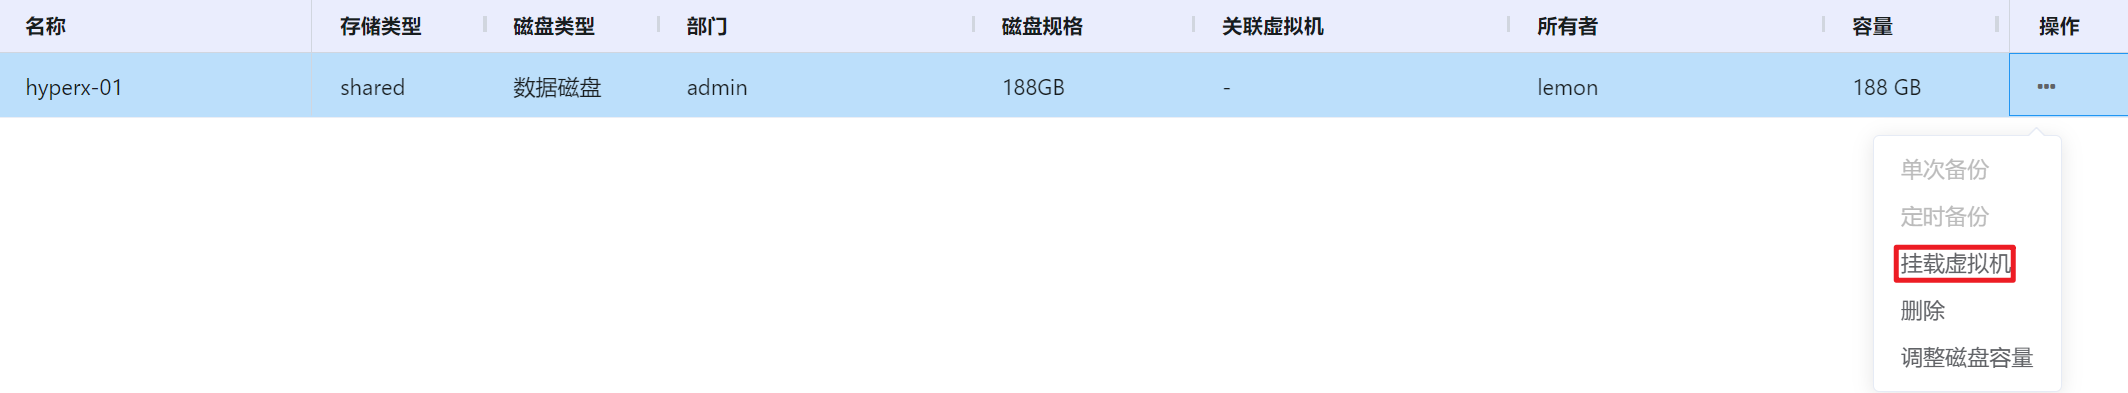 名称 存储类型 磁盘类型 部门 磁盘规格 关联虚拟机 所有者 容量 操作
hyperx-01 shared 数据磁盘 admin 188GB - lemon 188 GB •••
单次备份
定时备份
挂载虚拟机
删除
调整磁盘容量